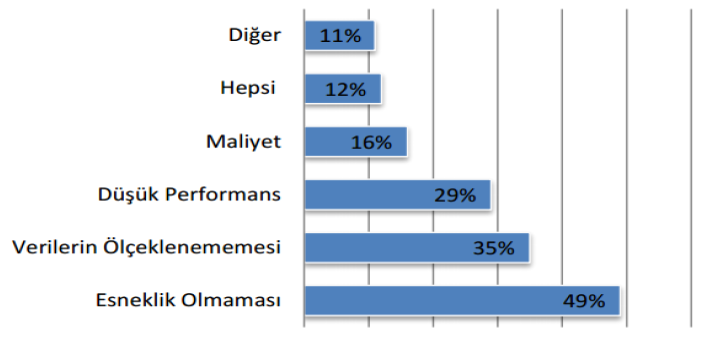 Diğer 11%
Hepsi 12%
Maliyet 16%
Düşük Performans 29%
Verilerin Ölçeklenememesi 35%
Esneklik Olmaması 49%